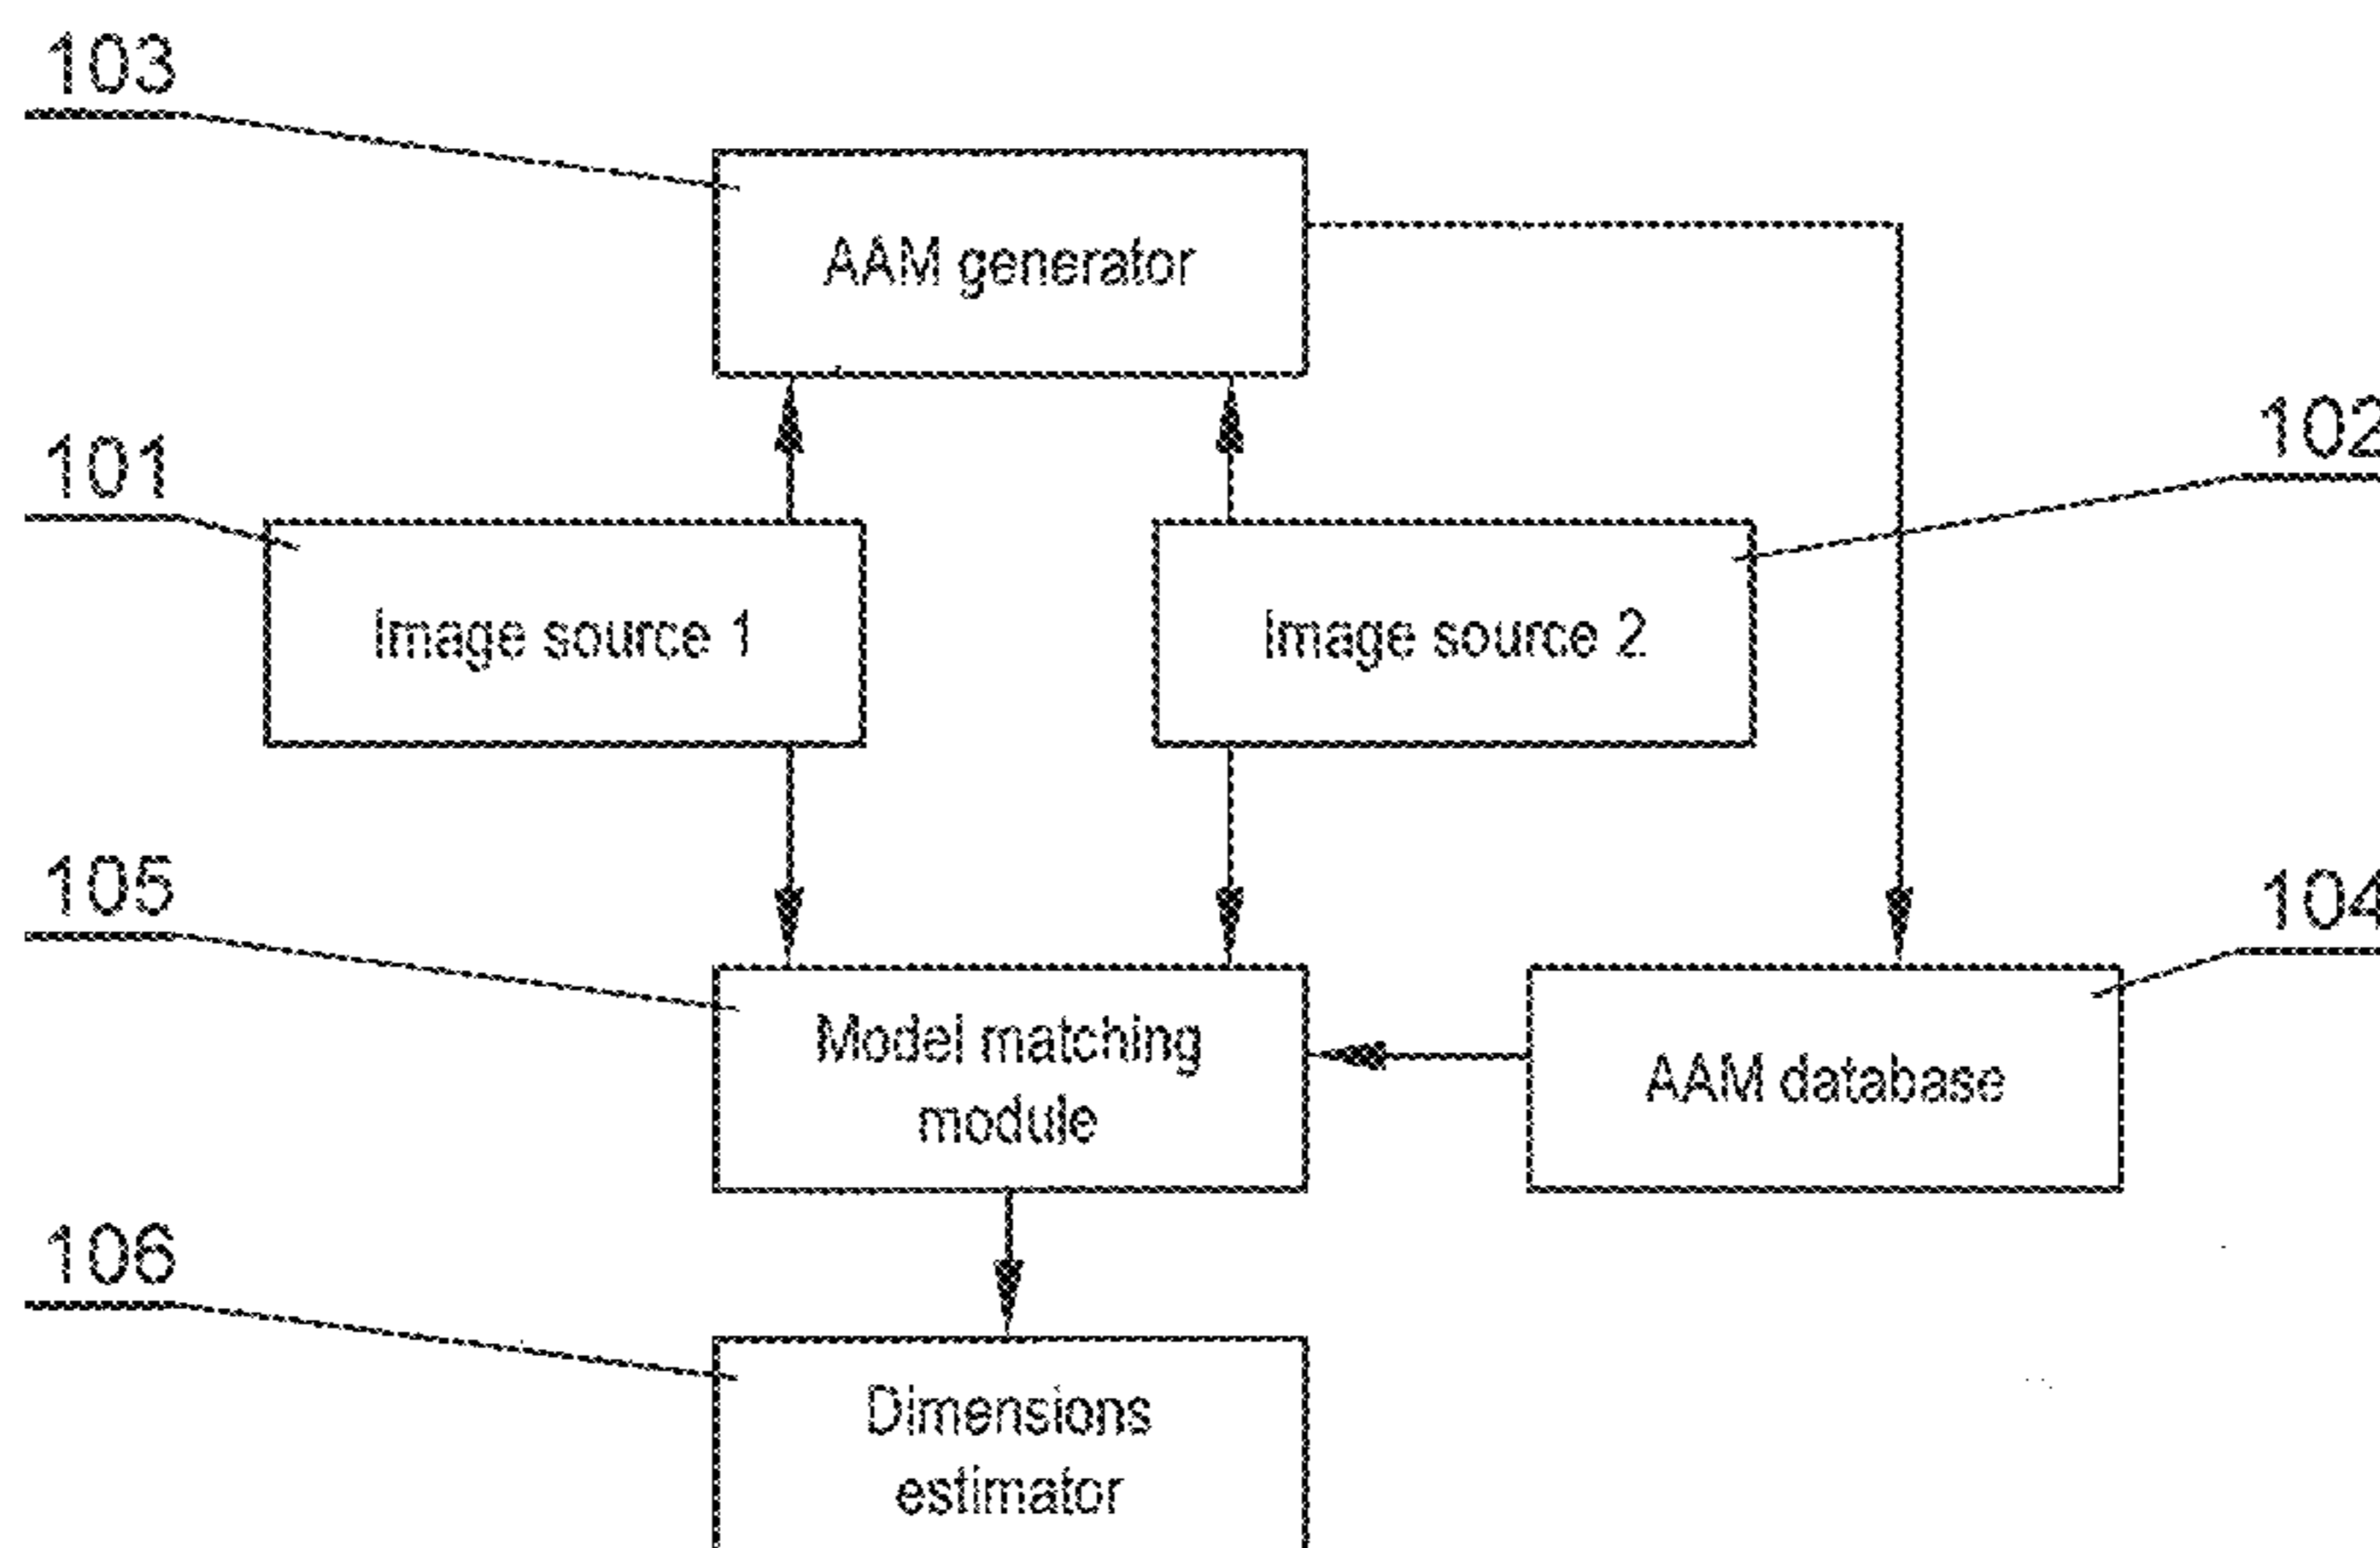 103
AAM generator
101
102
Image source 1
Image source 2
105
104
Model matching
module
AAM database
106
Dimensions
estimator